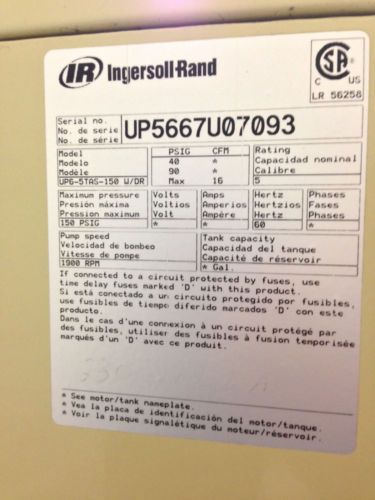 IR Ingersoll-Rand
CSA
C US
LR 56258
Serial no.
No. de serie
No. de série
UP5667U07093
Model
Modelo
Modèle
UP6-5TAS-150 W/DR
PSIG CFM
40 *
90 *
Max 16
Rating
Capacidad nominal
Calibre
5
Maximum pressure
Presión máxima
Pression maximum
150 PSIG
Volts
Voltios
Volt
*
Amps
Amperios
Ampére
*
Hertz
Hertzios
Hertz
60
Phases
Fases
Phases
*
Pump speed
Velocidad de bombeo
Vitesse de pompe
1900 RPM
Tank capacity
Capacidad del tanque
Capacité de réservoir
* Gal.
If connected to a circuit protected by fuses, use
time delay fuses marked 'D' with this product.
Si está conectado a un circuito protegido por fusibles,
use fusibles de tiempo diferido marcados 'D' con este
producto.
Dans le cas d'une connexion à un circuit protégé par
des fusibles, utiliser des fusibles à fusion temporisée
marqués d'un 'D' avec ce produit.
* See motor/tank nameplate.
* Vea la placa de identificación del motor/tanque.
* Voir la plaque signalétique du moteur/réservoir.